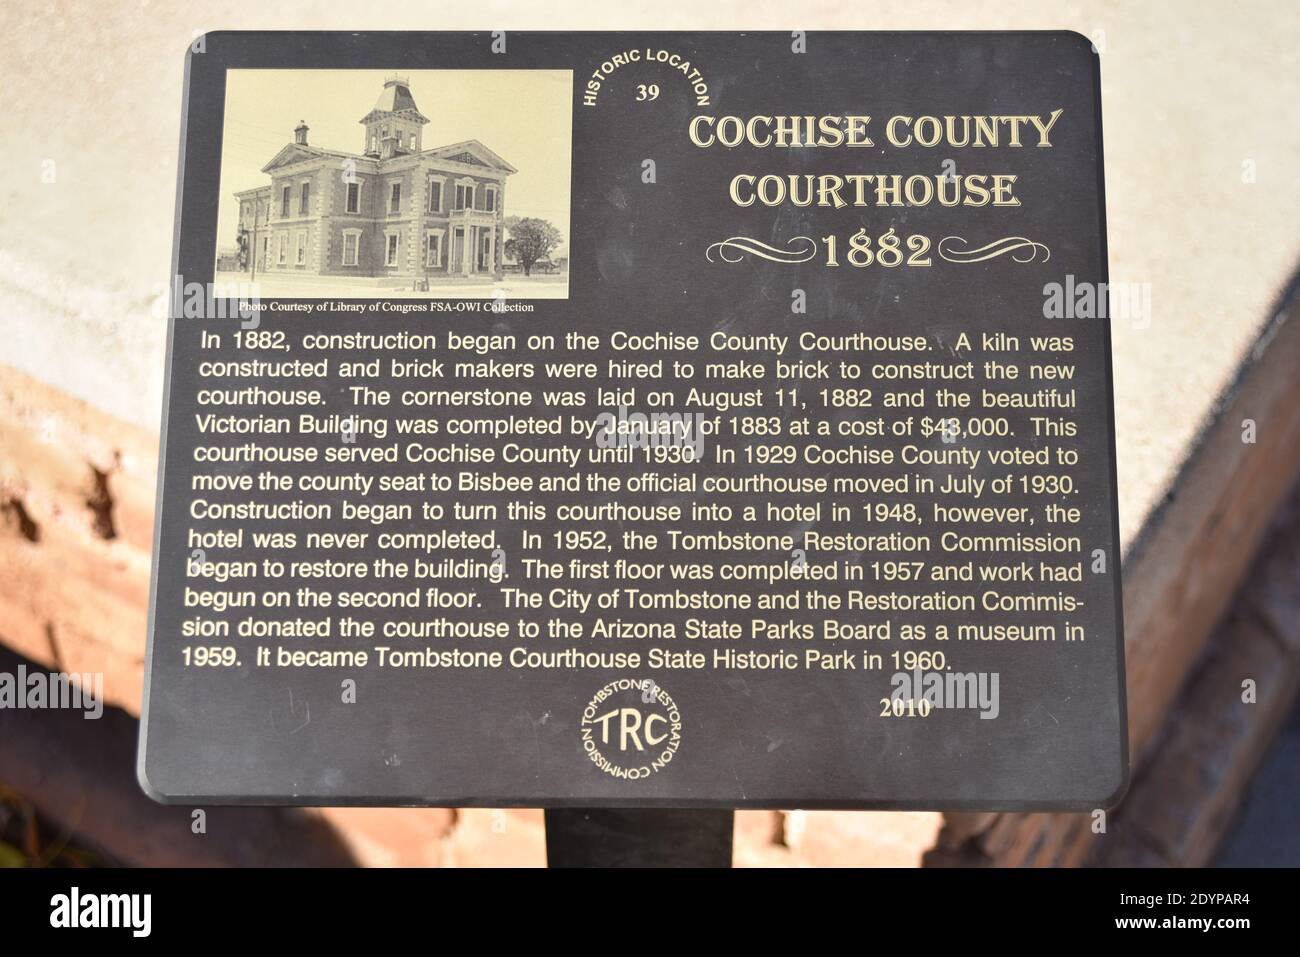 HISTORIC LOCATION
39
COCHISE COUNTY
COURTHOUSE
1882
Photo Courtesy of Library of Congress FSA-OWI Collection
In 1882, construction began on the Cochise County Courthouse. A kiln was
constructed and brick makers were hired to make brick to construct the new
courthouse. The cornerstone was laid on August 11, 1882 and the beautiful
Victorian Building was completed by January of 1883 at a cost of $43,000. This
courthouse served Cochise County until 1930. In 1929 Cochise County voted to
move the county seat to Bisbee and the official courthouse moved in July of 1930.
Construction began to turn this courthouse into a hotel in 1948, however, the
hotel was never completed. In 1952, the Tombstone Restoration Commission
began to restore the building. The first floor was completed in 1957 and work had
begun on the second floor. The City of Tombstone and the Restoration Commis-
sion donated the courthouse to the Arizona State Parks Board as a museum in
1959. It became Tombstone Courthouse State Historic Park in 1960.
TOMBSTONE RESTORATION COMMISSION
TRC
2010
alamy
Image ID: 2DYPAR4
www.alamy.com